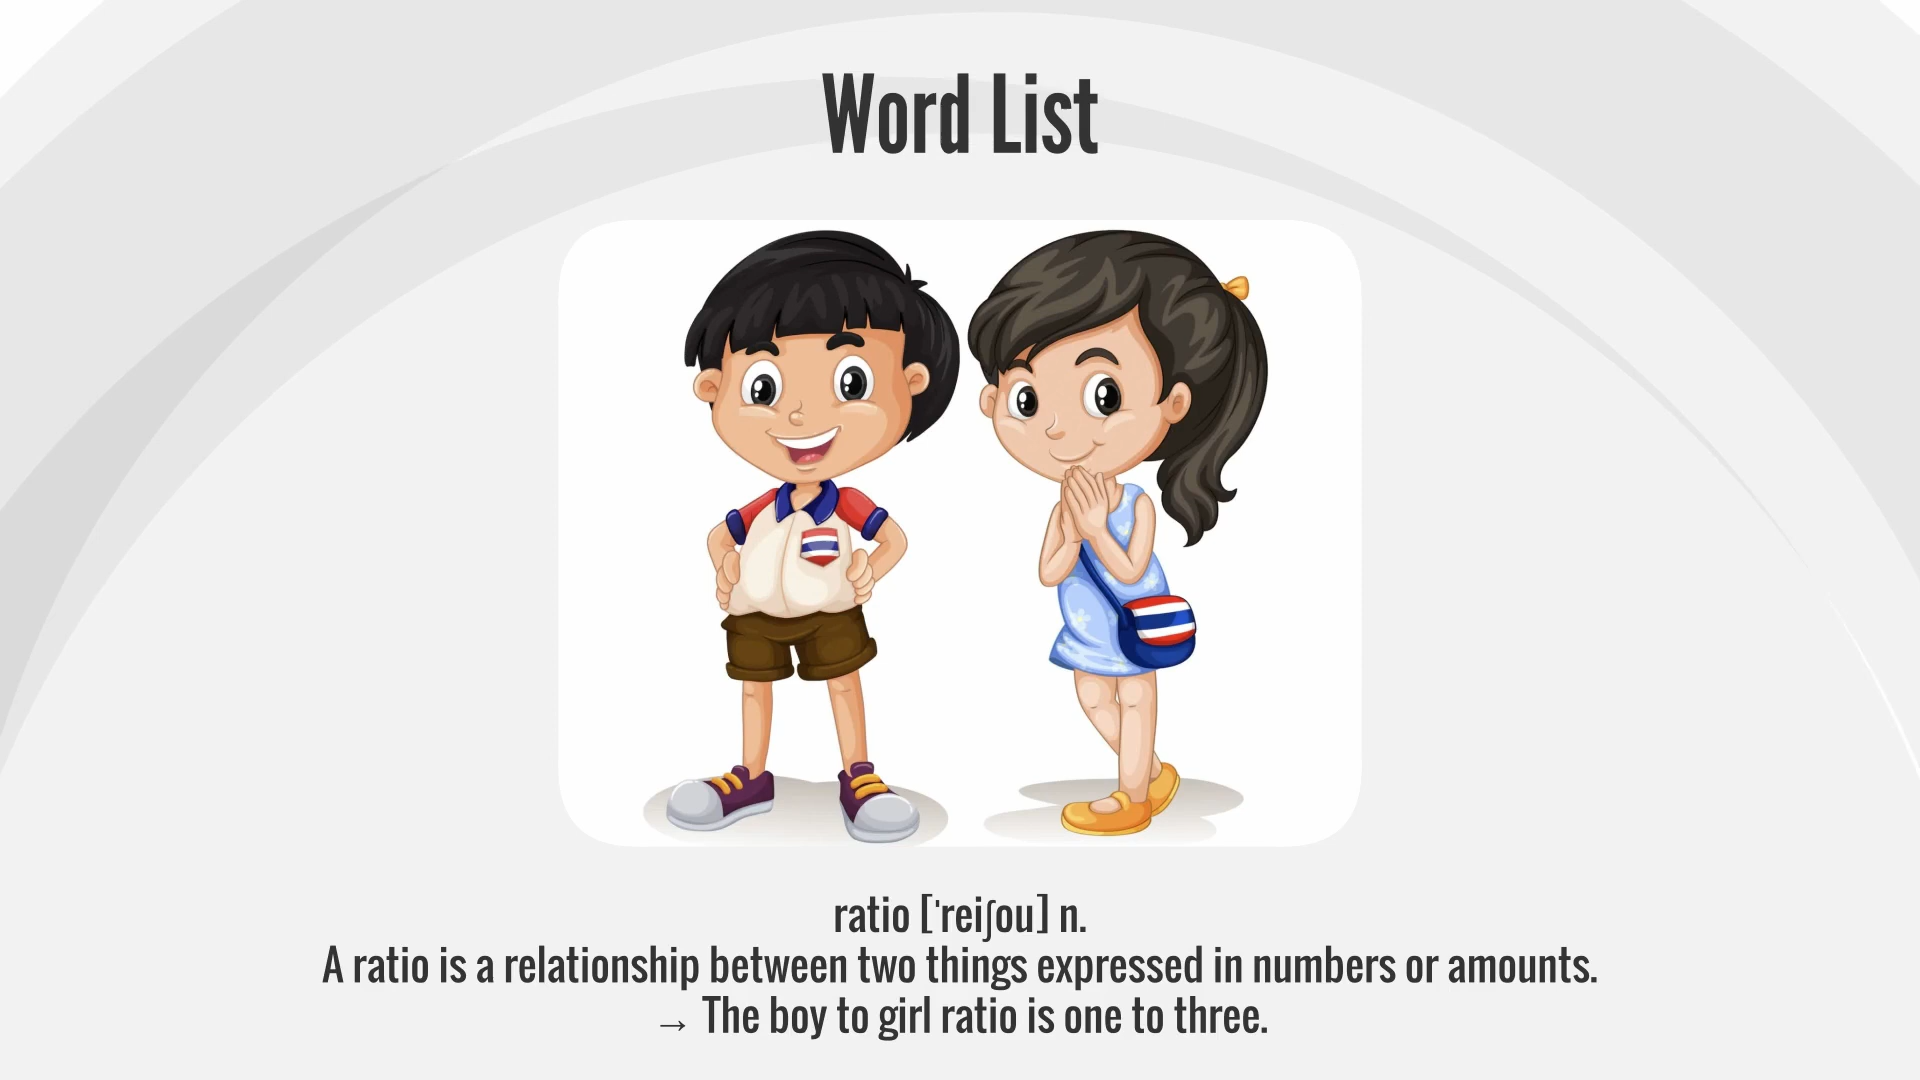 Word List
ratio [ˈreiʃou] n.
A ratio is a relationship between two things expressed in numbers or amounts.
→ The boy to girl ratio is one to three.